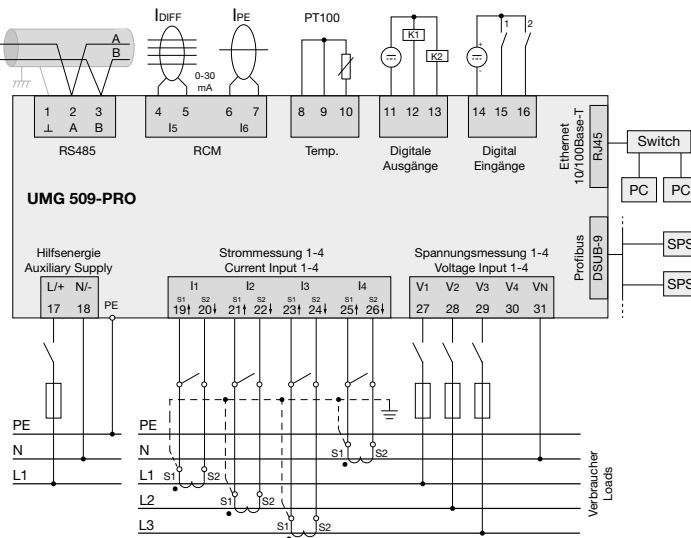 IDIFF IPE PT100
A
B
0-30
mA
K1
K2
1 2
+
-
1 2 3 4 5 6 7 8 9 10 11 12 13 14 15 16
⊥ A B I5 I6
RS485 RCM Temp. Digitale Digital
Ausgänge Eingänge
Ethernet
10/100Base-T
RJ45
Switch
PC PC
UMG 509-PRO
Profibus
DSUB-9
SPS
SPS
Hilfsenergie
Auxiliary Supply
L/+ N/-
17 18 PE
Strommessung 1-4
Current Input 1-4
I1 I2 I3 I4
S1 S2 S1 S2 S1 S2 S1 S2
19 20 21 22 23 24 25 26
Spannungsmessung 1-4
Voltage Input 1-4
V1 V2 V3 V4 VN
27 28 29 30 31
PE PE
N N
S1 S2
L1 L1
S1 S2
L2
S1 S2
L3
S1 S2
Verbraucher
Loads